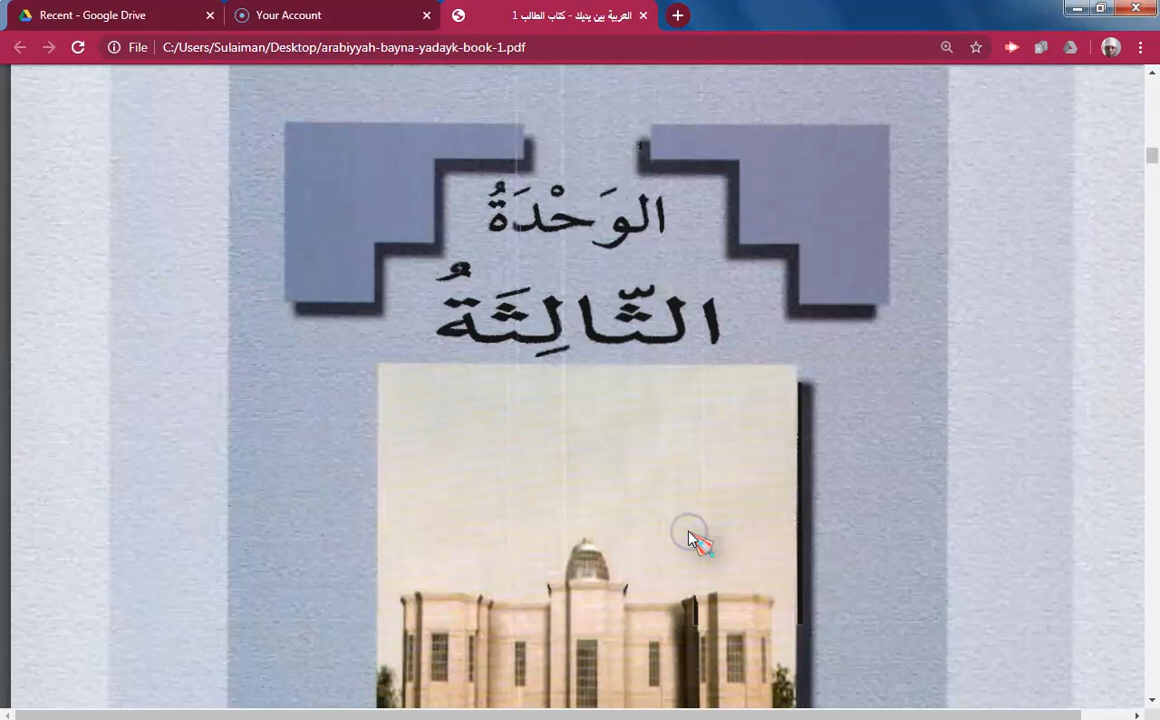 Recent - Google Drive
Your Account
العربية بين يديك - كتاب الطالب 1
File
C:/Users/Sulaiman/Desktop/arabiyyah-bayna-yadayk-book-1.pdf
الوَحْدَةُ
الثّالِثَةُ